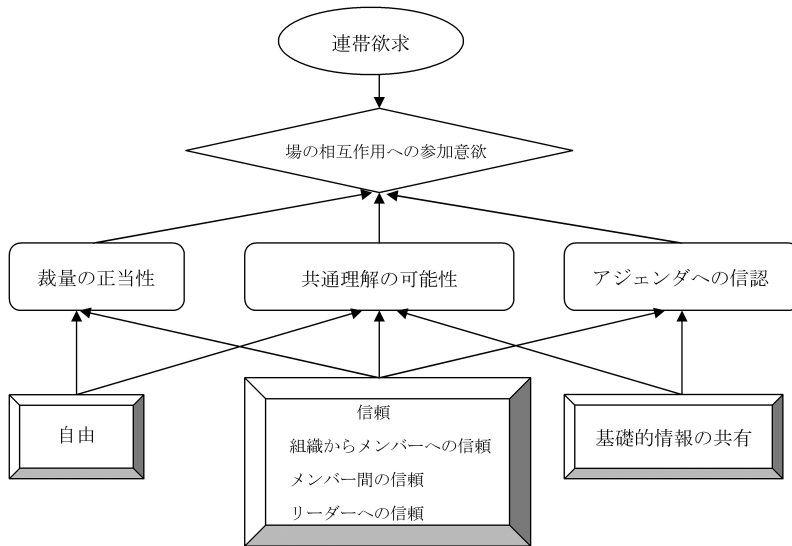 連帯欲求
場の相互作用への参加意欲
裁量の正当性
共通理解の可能性
アジェンダへの信認
自由
信頼
組織からメンバーへの信頼
メンバー間の信頼
リーダーへの信頼
基礎的情報の共有